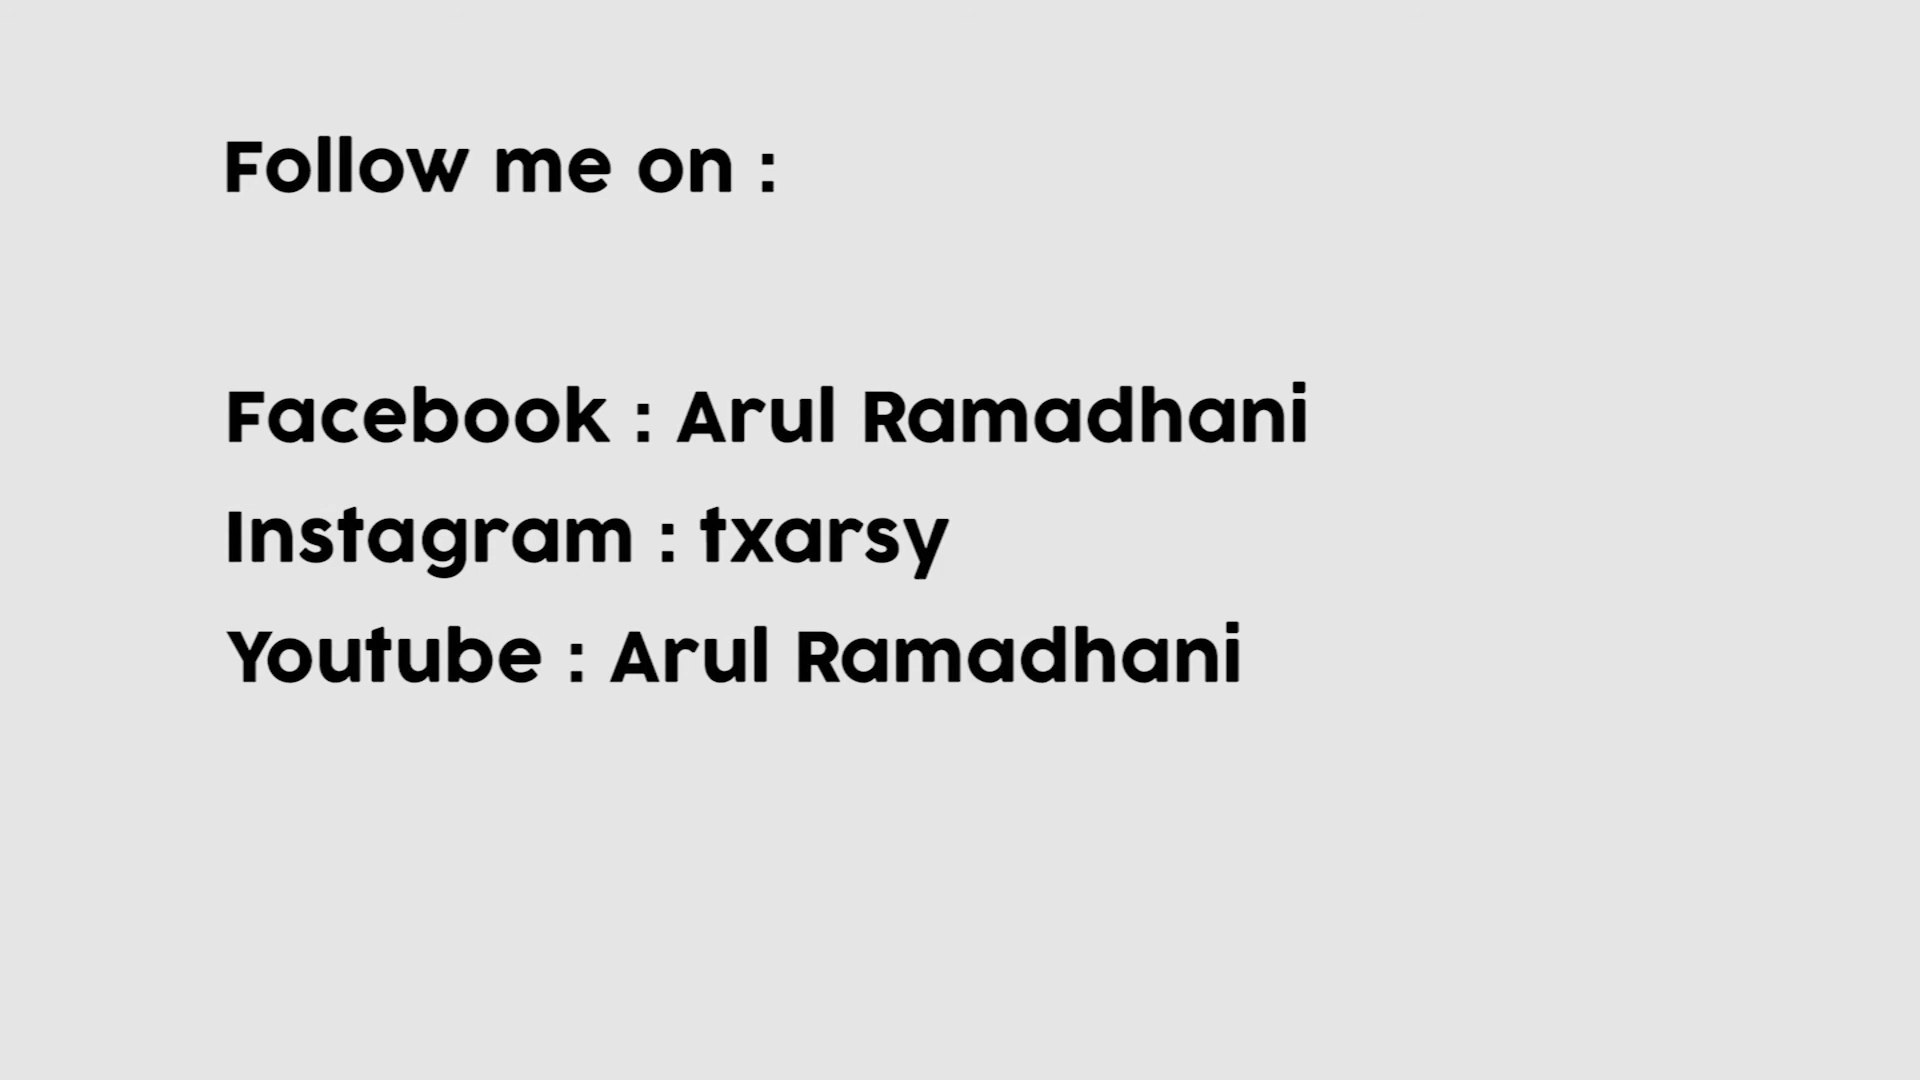 Follow me on :
Facebook : Arul Ramadhani
Instagram : txarsy
Youtube : Arul Ramadhani